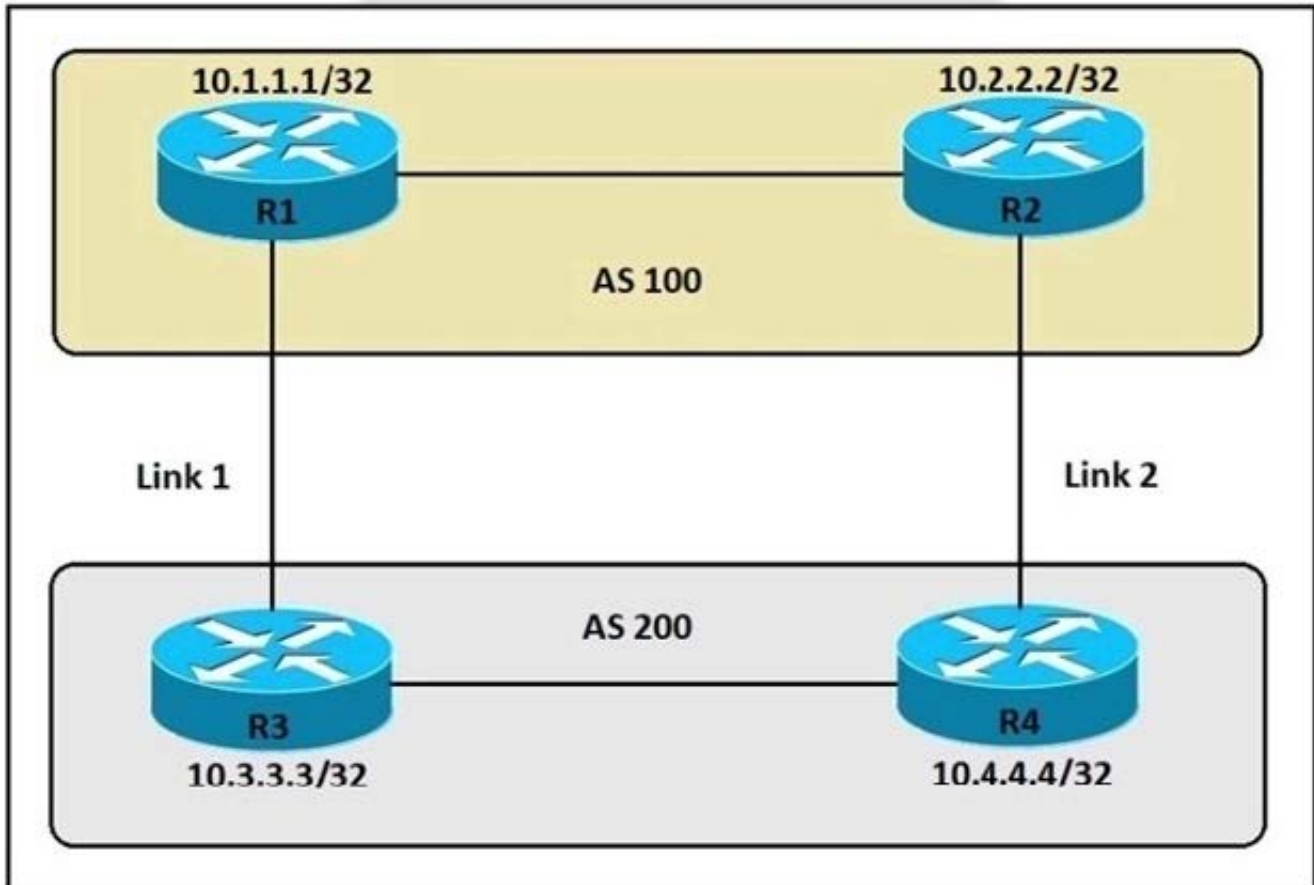 10.1.1.1/32
10.2.2.2/32
R1
R2
AS 100
Link 1
Link 2
AS 200
R3
R4
10.3.3.3/32
10.4.4.4/32